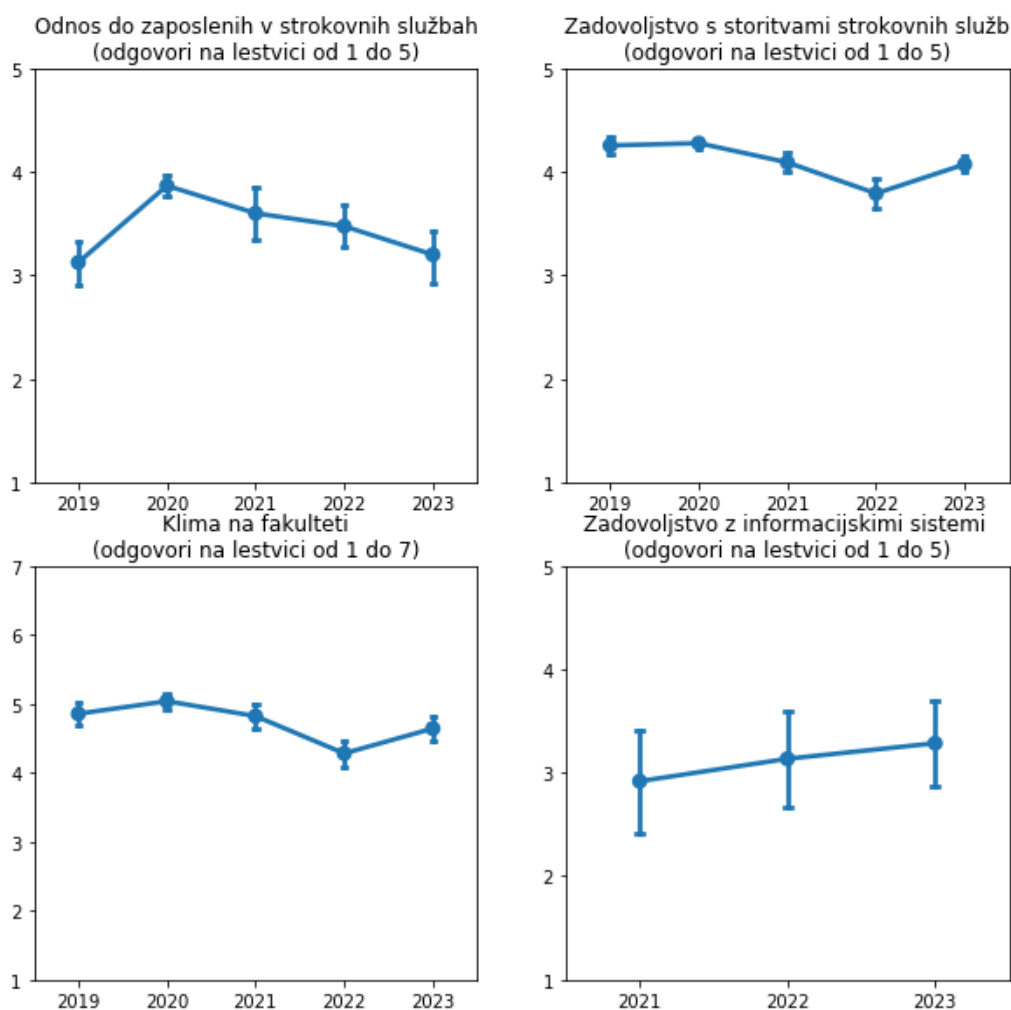 Odnos do zaposlenih v strokovnih službah
(odgovori na lestvici od 1 do 5)
5
4
3
2
1
2019 2020 2021 2022 2023
Zadovoljstvo s storitvami strokovnih služb
(odgovori na lestvici od 1 do 5)
5
4
3
2
1
2019 2020 2021 2022 2023
Klima na fakulteti
(odgovori na lestvici od 1 do 7)
7
6
5
4
3
2
1
2019 2020 2021 2022 2023
Zadovoljstvo z informacijskimi sistemi
(odgovori na lestvici od 1 do 5)
5
4
3
2
1
2021 2022 2023